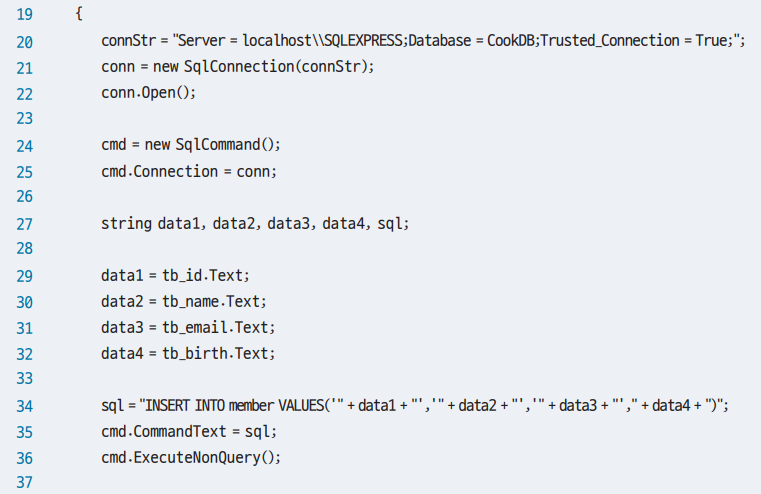 19 {
20 connStr = "Server = localhost\\SQLEXPRESS;Database = CookDB;Trusted_Connection = True;";
21 conn = new SqlConnection(connStr);
22 conn.Open();
23
24 cmd = new SqlCommand();
25 cmd.Connection = conn;
26
27 string data1, data2, data3, data4, sql;
28
29 data1 = tb_id.Text;
30 data2 = tb_name.Text;
31 data3 = tb_email.Text;
32 data4 = tb_birth.Text;
33
34 sql = "INSERT INTO member VALUES('" + data1 + "','" + data2 + "','" + data3 + "'," + data4 + ")";
35 cmd.CommandText = sql;
36 cmd.ExecuteNonQuery();
37